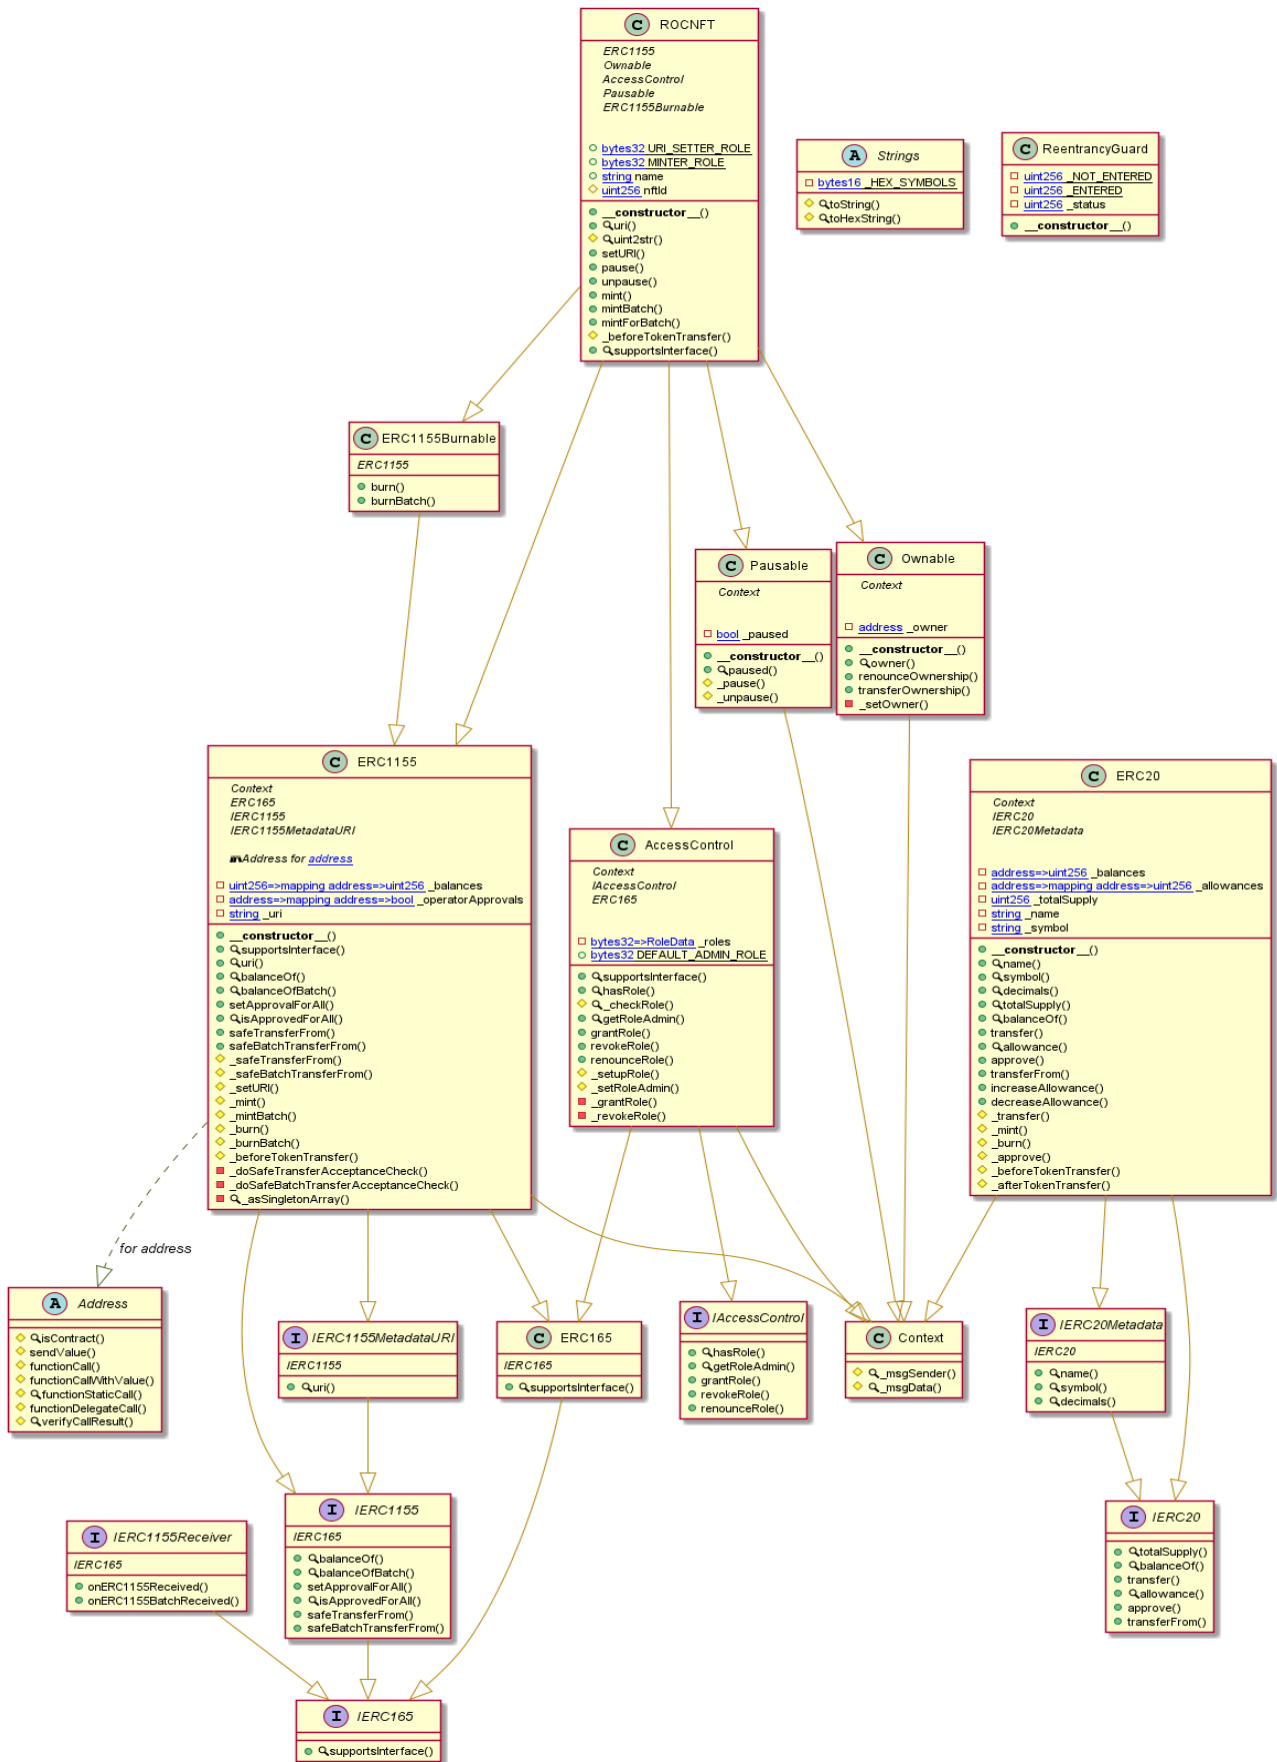 C ROCNFT
ERC1155
Ownable
AccessControl
Pausable
ERC1155Burnable
bytes32 URI_SETTER_ROLE
bytes32 MINTER_ROLE
string name
uint256 nftId
__constructor__()
uri()
uint2str()
setURI()
pause()
unpause()
mint()
mintBatch()
mintForBatch()
_beforeTokenTransfer()
supportsInterface()
A Strings
bytes16 _HEX_SYMBOLS
toString()
toHexString()
C ReentrancyGuard
uint256 _NOT_ENTERED
uint256 _ENTERED
uint256 _status
__constructor__()
C ERC1155Burnable
ERC1155
burn()
burnBatch()
C Pausable
Context
bool _paused
__constructor__()
paused()
_pause()
_unpause()
C Ownable
Context
address _owner
__constructor__()
owner()
renounceOwnership()
transferOwnership()
_setOwner()
C ERC1155
Context
ERC165
IERC1155
IERC1155MetadataURI
Address for address
uint256=>mapping address=>uint256 _balances
address=>mapping address=>bool _operatorApprovals
string _uri
__constructor__()
supportsInterface()
uri()
balanceOf()
balanceOfBatch()
setApprovalForAll()
isApprovedForAll()
safeTransferFrom()
safeBatchTransferFrom()
_safeTransferFrom()
_safeBatchTransferFrom()
_setURI()
_mint()
_mintBatch()
_burn()
_burnBatch()
_beforeTokenTransfer()
_doSafeTransferAcceptanceCheck()
_doSafeBatchTransferAcceptanceCheck()
_asSingletonArray()
C AccessControl
Context
IAccessControl
ERC165
bytes32=>RoleData _roles
bytes32 DEFAULT_ADMIN_ROLE
supportsInterface()
hasRole()
_checkRole()
getRoleAdmin()
grantRole()
revokeRole()
renounceRole()
_setupRole()
_setRoleAdmin()
_grantRole()
_revokeRole()
C ERC20
Context
IERC20
IERC20Metadata
address=>uint256 _balances
address=>mapping address=>uint256 _allowances
uint256 _totalSupply
string _name
string _symbol
__constructor__()
name()
symbol()
decimals()
totalSupply()
balanceOf()
transfer()
allowance()
approve()
transferFrom()
increaseAllowance()
decreaseAllowance()
_transfer()
_mint()
_burn()
_approve()
_beforeTokenTransfer()
_afterTokenTransfer()
for address
A Address
isContract()
sendValue()
functionCall()
functionCallWithValue()
functionStaticCall()
functionDelegateCall()
verifyCallResult()
I IERC1155MetadataURI
IERC1155
uri()
C ERC165
IERC165
supportsInterface()
I IAccessControl
hasRole()
getRoleAdmin()
grantRole()
revokeRole()
renounceRole()
C Context
_msgSender()
_msgData()
I IERC20Metadata
IERC20
name()
symbol()
decimals()
I IERC1155Receiver
IERC165
onERC1155Received()
onERC1155BatchReceived()
I IERC1155
IERC165
balanceOf()
balanceOfBatch()
setApprovalForAll()
isApprovedForAll()
safeTransferFrom()
safeBatchTransferFrom()
I IERC20
totalSupply()
balanceOf()
transfer()
allowance()
approve()
transferFrom()
I IERC165
supportsInterface()